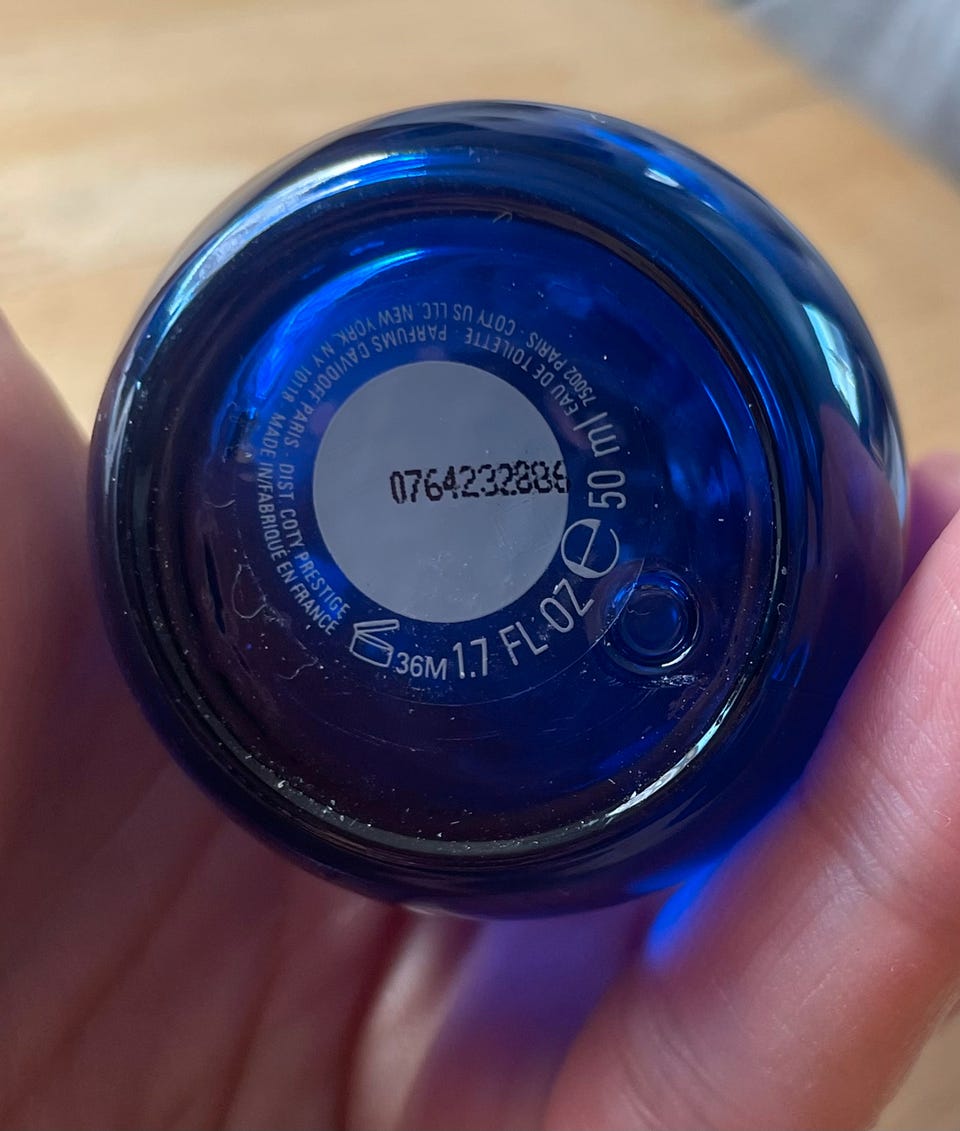 EAU DE TOILETTE · PARFUMS DAVIDOFF PARIS · DIST. COTY PRESTIGE
75002 PARIS · COTY US LLC. NEW YORK, N.Y. 10118 MADE IN/FABRIQUÉ EN FRANCE
0764232886
36M 1.7 FL OZ e 50 ml